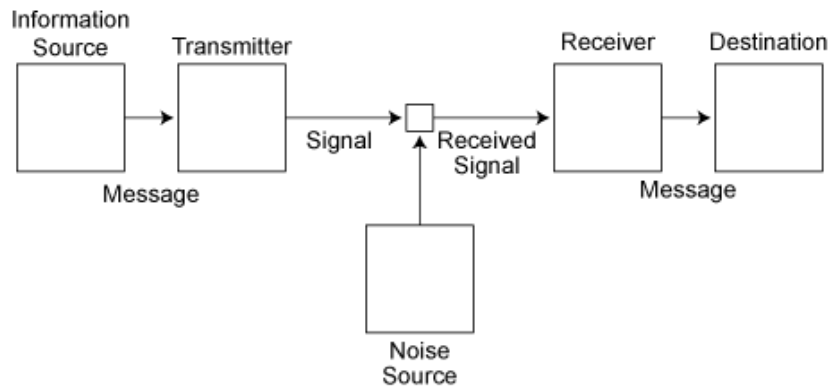 Information
Source
Transmitter
Receiver
Destination
Signal
Received
Signal
Message
Message
Noise
Source